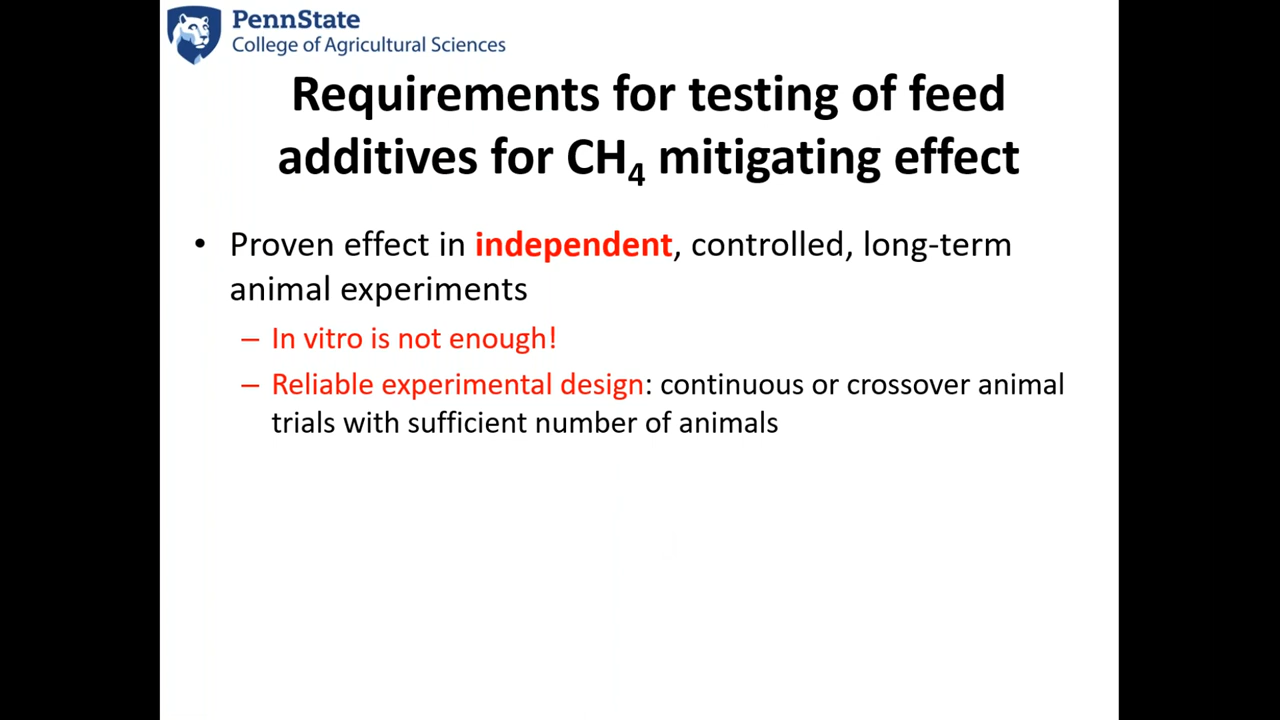 PennState
College of Agricultural Sciences
Requirements for testing of feed
additives for CH₄ mitigating effect
• Proven effect in independent, controlled, long-term
animal experiments
– In vitro is not enough!
– Reliable experimental design: continuous or crossover animal
trials with sufficient number of animals